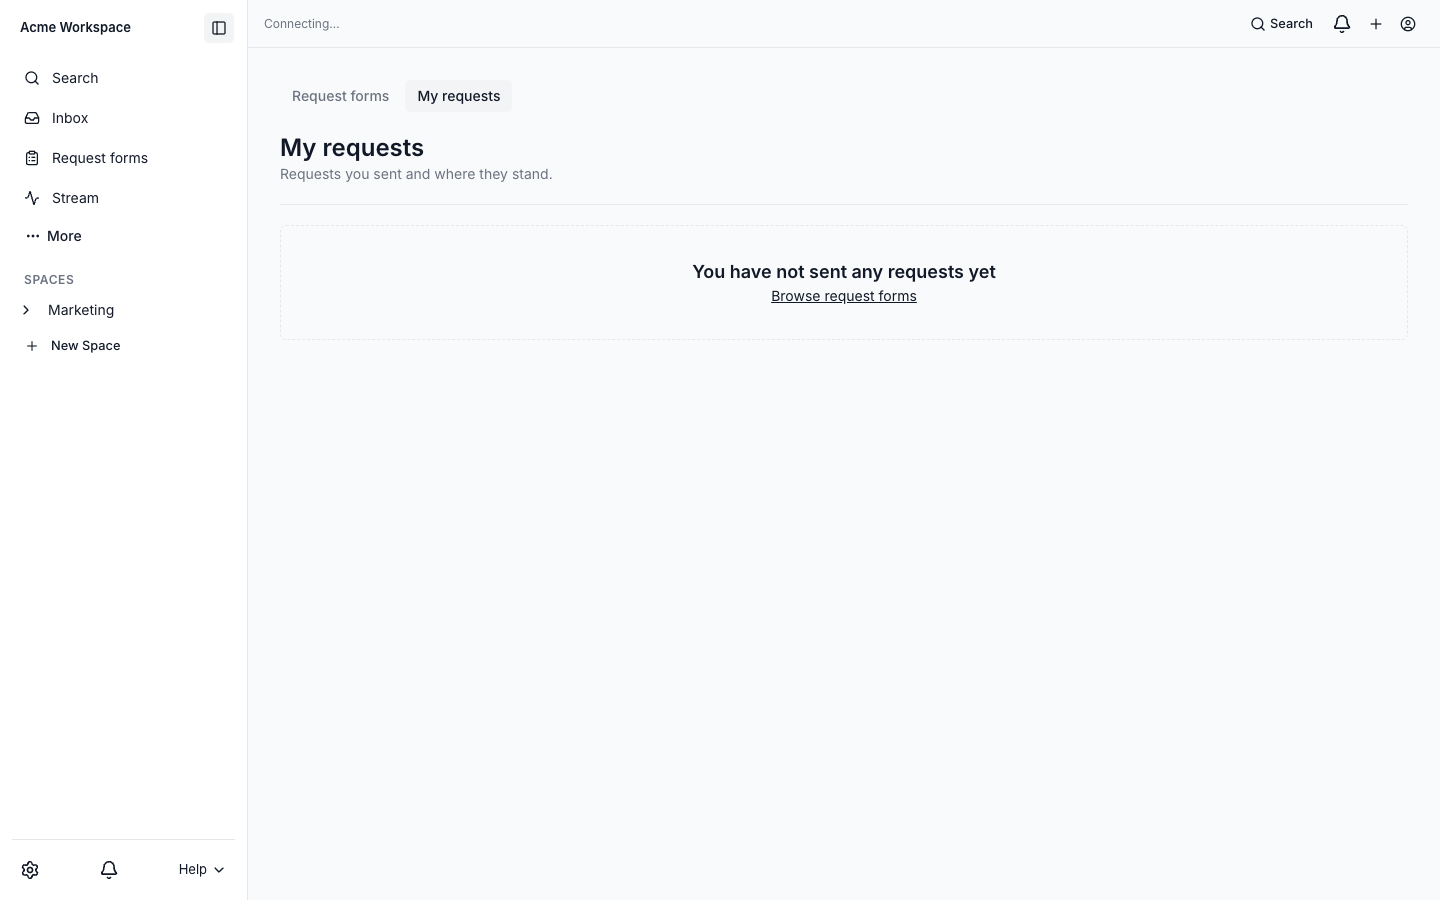 Acme Workspace
Search
Inbox
Request forms
Stream
More
SPACES
Marketing
New Space
Help
Connecting...
Search
Request forms
My requests
My requests
Requests you sent and where they stand.
You have not sent any requests yet
Browse request forms